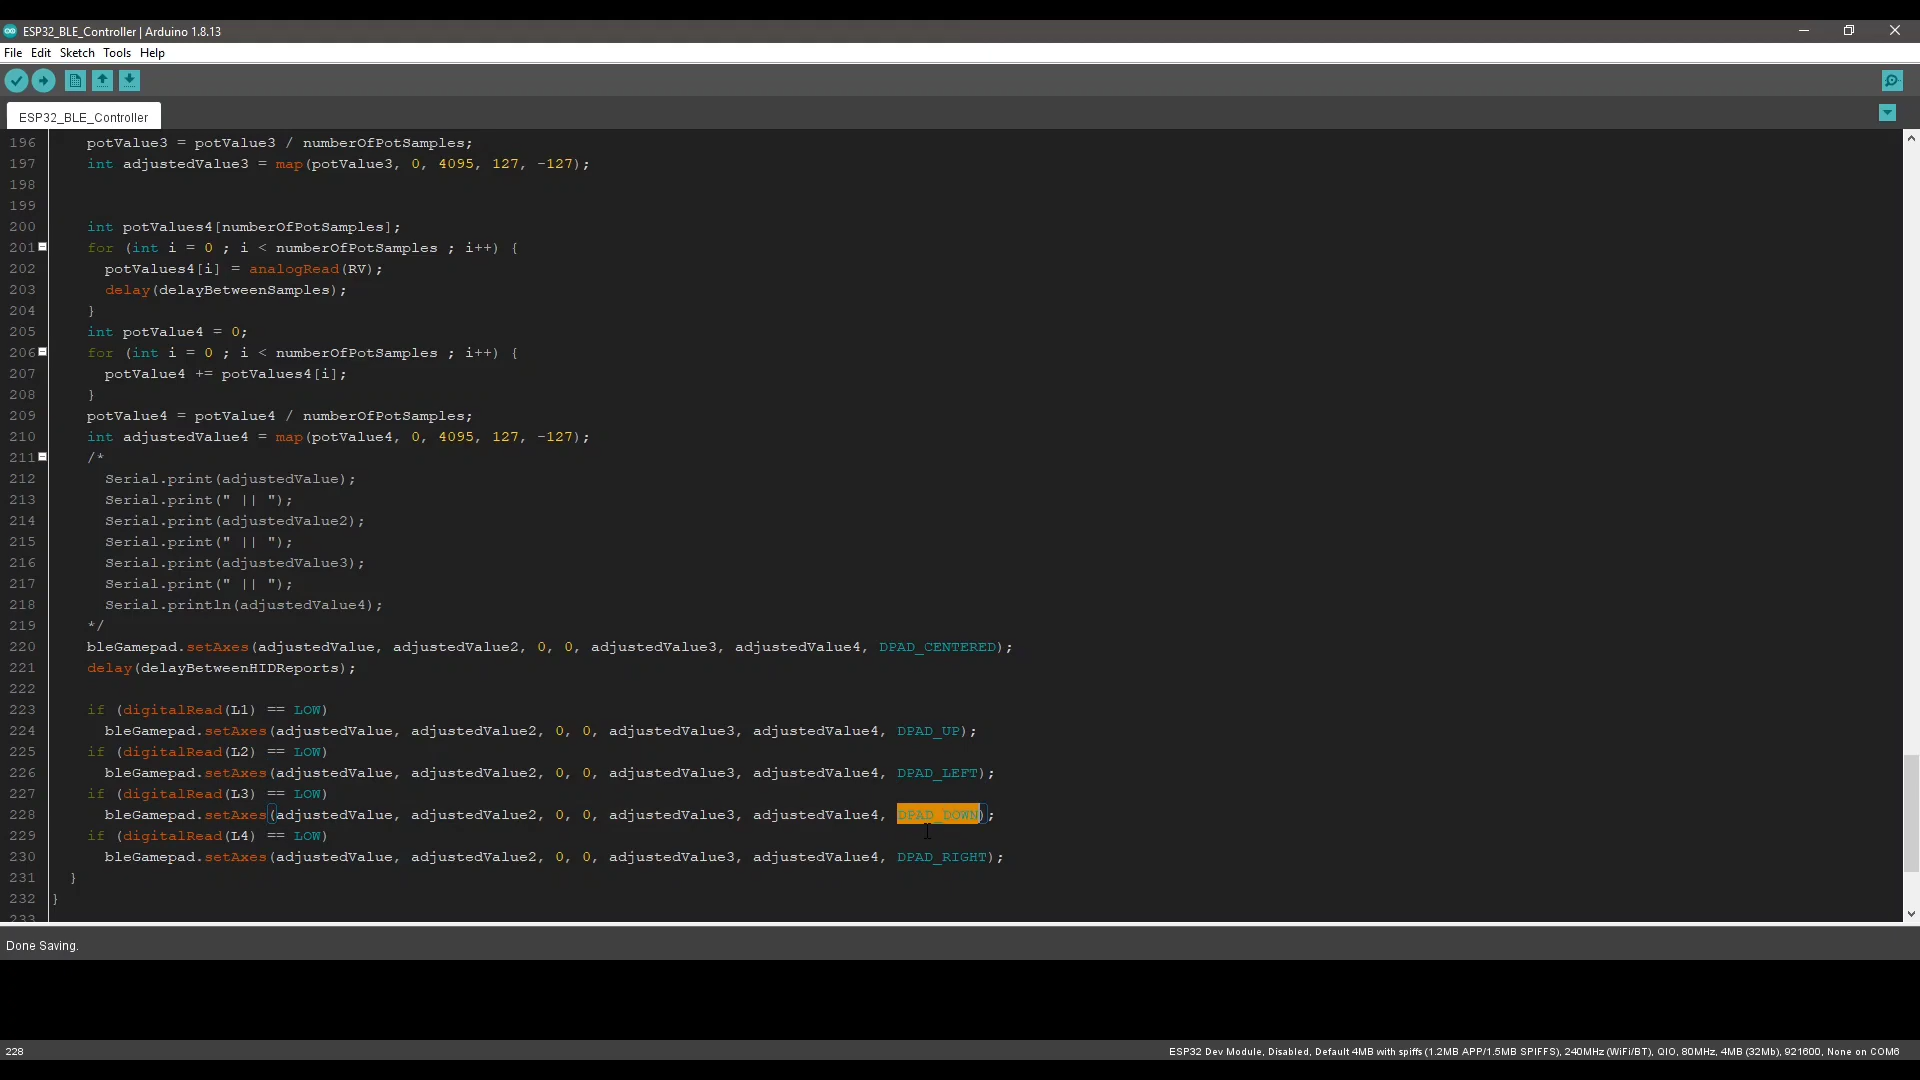 ESP32_BLE_Controller | Arduino 1.8.13
File Edit Sketch Tools Help
ESP32_BLE_Controller
196 potValue3 = potValue3 / numberOfPotSamples;
197 int adjustedValue3 = map(potValue3, 0, 4095, 127, -127);
198
199
200 int potValues4[numberOfPotSamples];
201 for (int i = 0 ; i < numberOfPotSamples ; i++) {
202 potValues4[i] = analogRead(RV);
203 delay(delayBetweenSamples);
204 }
205 int potValue4 = 0;
206 for (int i = 0 ; i < numberOfPotSamples ; i++) {
207 potValue4 += potValues4[i];
208 }
209 potValue4 = potValue4 / numberOfPotSamples;
210 int adjustedValue4 = map(potValue4, 0, 4095, 127, -127);
211 /*
212 Serial.print(adjustedValue);
213 Serial.print(" || ");
214 Serial.print(adjustedValue2);
215 Serial.print(" || ");
216 Serial.print(adjustedValue3);
217 Serial.print(" || ");
218 Serial.println(adjustedValue4);
219 */
220 bleGamepad.setAxes(adjustedValue, adjustedValue2, 0, 0, adjustedValue3, adjustedValue4, DPAD_CENTERED);
221 delay(delayBetweenHIDReports);
222
223 if (digitalRead(L1) == LOW)
224 bleGamepad.setAxes(adjustedValue, adjustedValue2, 0, 0, adjustedValue3, adjustedValue4, DPAD_UP);
225 if (digitalRead(L2) == LOW)
226 bleGamepad.setAxes(adjustedValue, adjustedValue2, 0, 0, adjustedValue3, adjustedValue4, DPAD_LEFT);
227 if (digitalRead(L3) == LOW)
228 bleGamepad.setAxes(adjustedValue, adjustedValue2, 0, 0, adjustedValue3, adjustedValue4, DPAD_DOWN);
229 if (digitalRead(L4) == LOW)
230 bleGamepad.setAxes(adjustedValue, adjustedValue2, 0, 0, adjustedValue3, adjustedValue4, DPAD_RIGHT);
231 }
232 }
233
Done Saving.
228 ESP32 Dev Module, Disabled, Default 4MB with spiffs (1.2MB APP/1.5MB SPIFFS), 240MHz (WiFi/BT), QIO, 80MHz, 4MB (32Mb), 921600, None on COM6